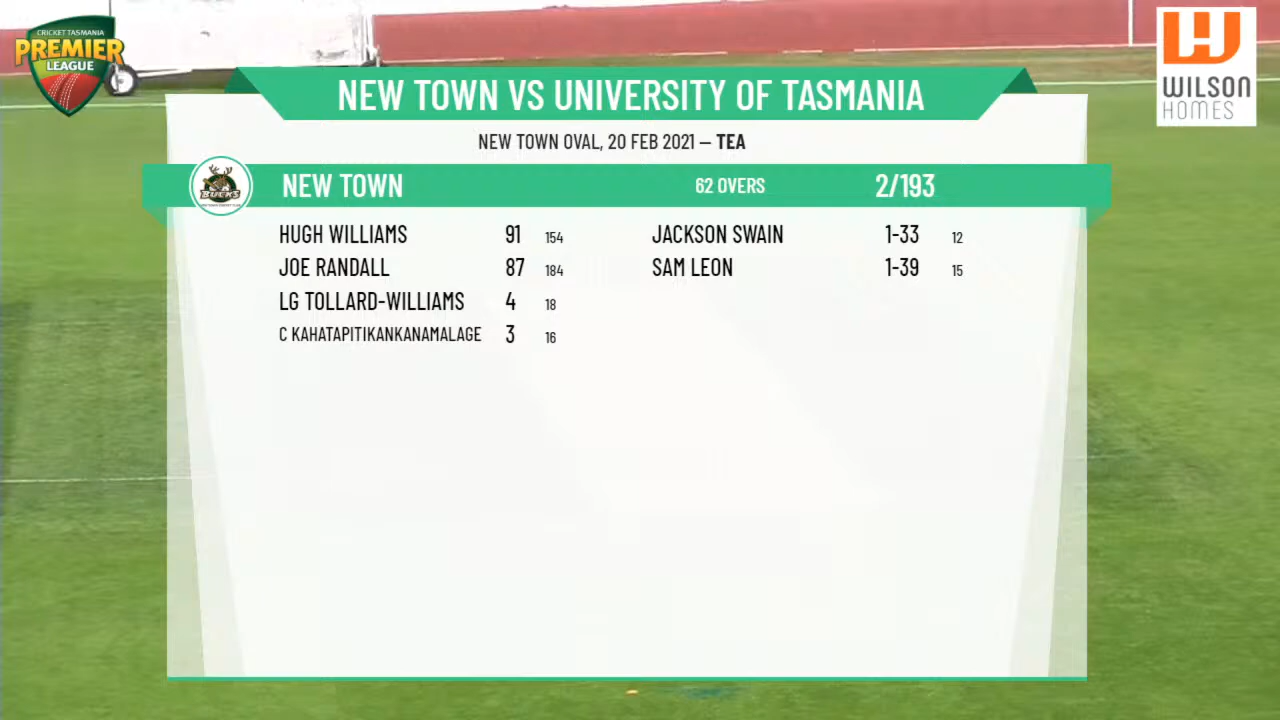 CRICKET TASMANIA
PREMIER
LEAGUE
WILSON
HOMES
NEW TOWN VS UNIVERSITY OF TASMANIA
NEW TOWN OVAL, 20 FEB 2021 – TEA
BUCKS
NEW TOWN 62 OVERS 2/193
HUGH WILLIAMS 91 154 JACKSON SWAIN 1-33 12
JOE RANDALL 87 184 SAM LEON 1-39 15
LG TOLLARD-WILLIAMS 4 18
C KAHATAPITIKANKANAMALAGE 3 16